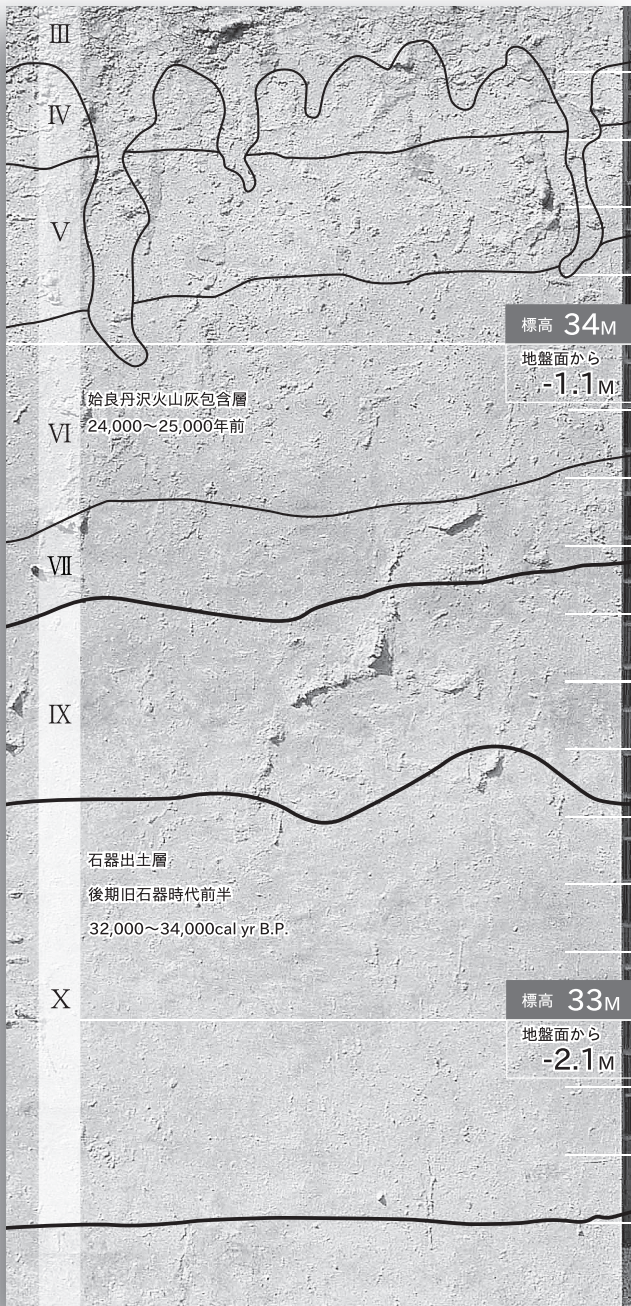 Ⅲ
Ⅳ
Ⅴ
標高 34M
地盤面から
-1.1M
姶良丹沢火山灰包含層
24,000〜25,000年前
Ⅵ
Ⅶ
Ⅸ
石器出土層
後期旧石器時代前半
32,000〜34,000cal yr B.P.
Ⅹ
標高 33M
地盤面から
-2.1M